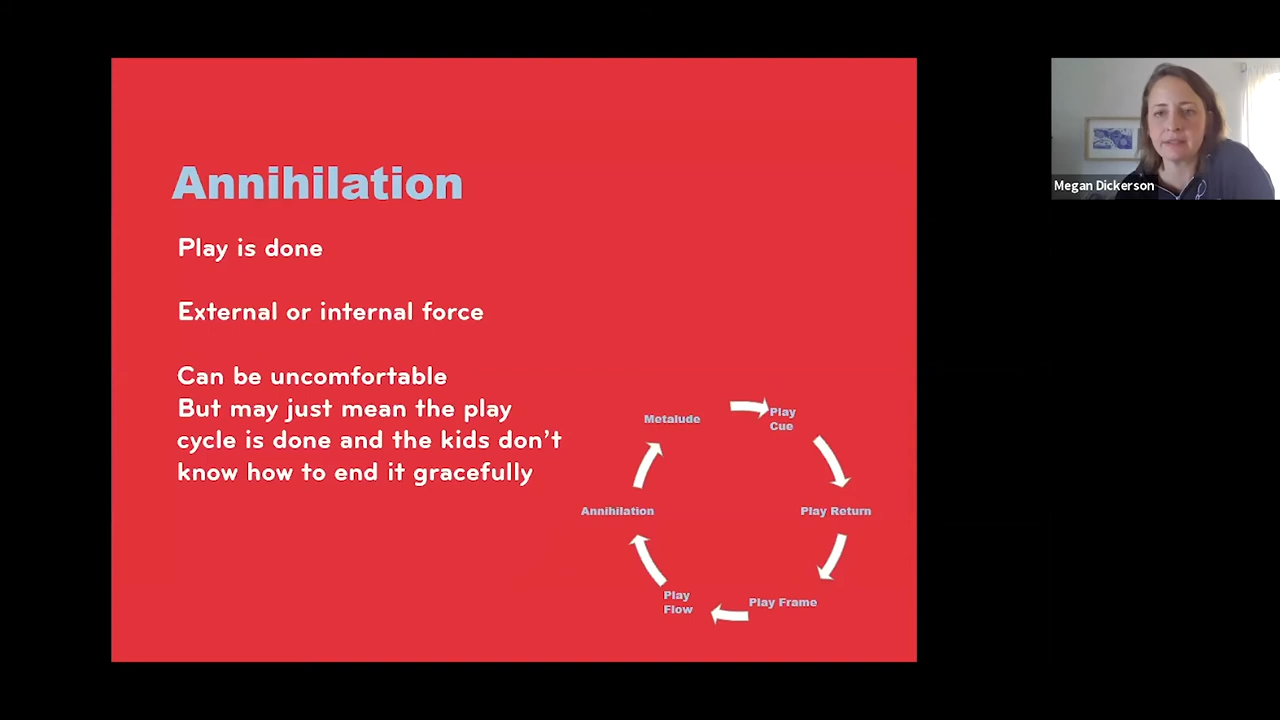 Annihilation
Play is done
External or internal force
Can be uncomfortable
But may just mean the play
cycle is done and the kids don't
know how to end it gracefully
Metalude
Play
Cue
Play Return
Play Frame
Play
Flow
Annihilation
Megan Dickerson